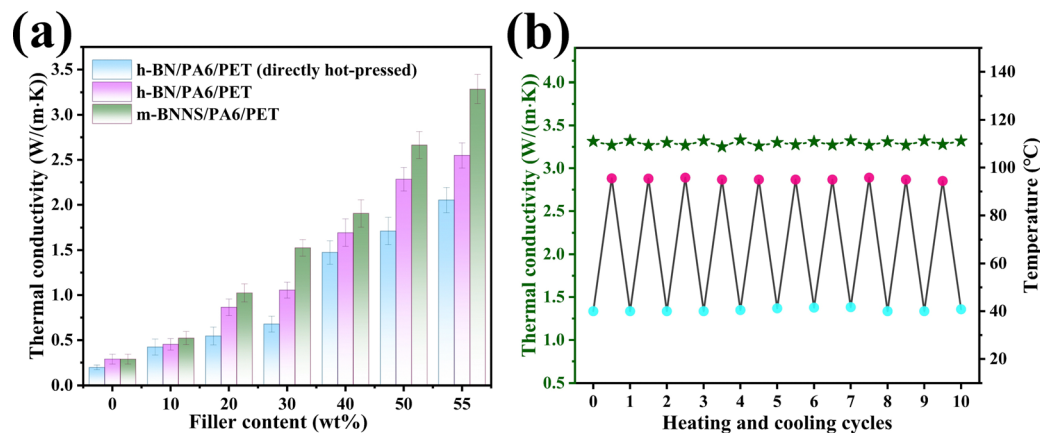 (a)
Thermal conductivity (W/(m·K))
3.5
3.0
2.5
2.0
1.5
1.0
0.5
0.0
h-BN/PA6/PET (directly hot-pressed)
h-BN/PA6/PET
m-BNNS/PA6/PET
0 10 20 30 40 50 55
Filler content (wt%)
(b)
Thermal conductivity (W/(m·K))
4.0
3.5
3.0
2.5
2.0
1.5
1.0
0.5
140
120
100
80
60
40
20
Temperature (℃)
0 1 2 3 4 5 6 7 8 9 10
Heating and cooling cycles